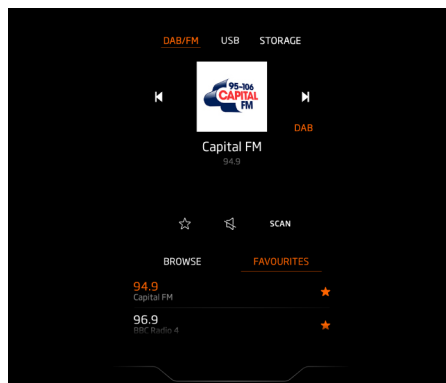 DAB/FM USB STORAGE
95-106
CAPITAL
FM
DAB
Capital FM
94.9
SCAN
BROWSE FAVOURITES
94.9
Capital FM
96.9
BBC Radio 4